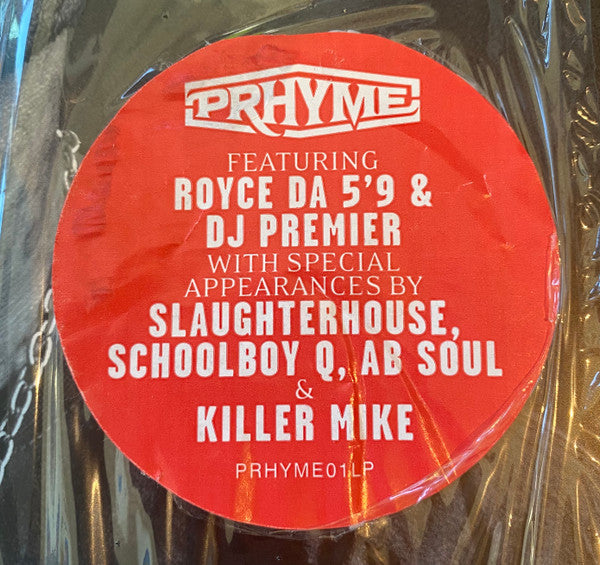 PRHYME
FEATURING
ROYCE DA 5'9 &
DJ PREMIER
WITH SPECIAL
APPEARANCES BY
SLAUGHTERHOUSE,
SCHOOLBOY Q, AB SOUL
&
KILLER MIKE
PRHYME01LP